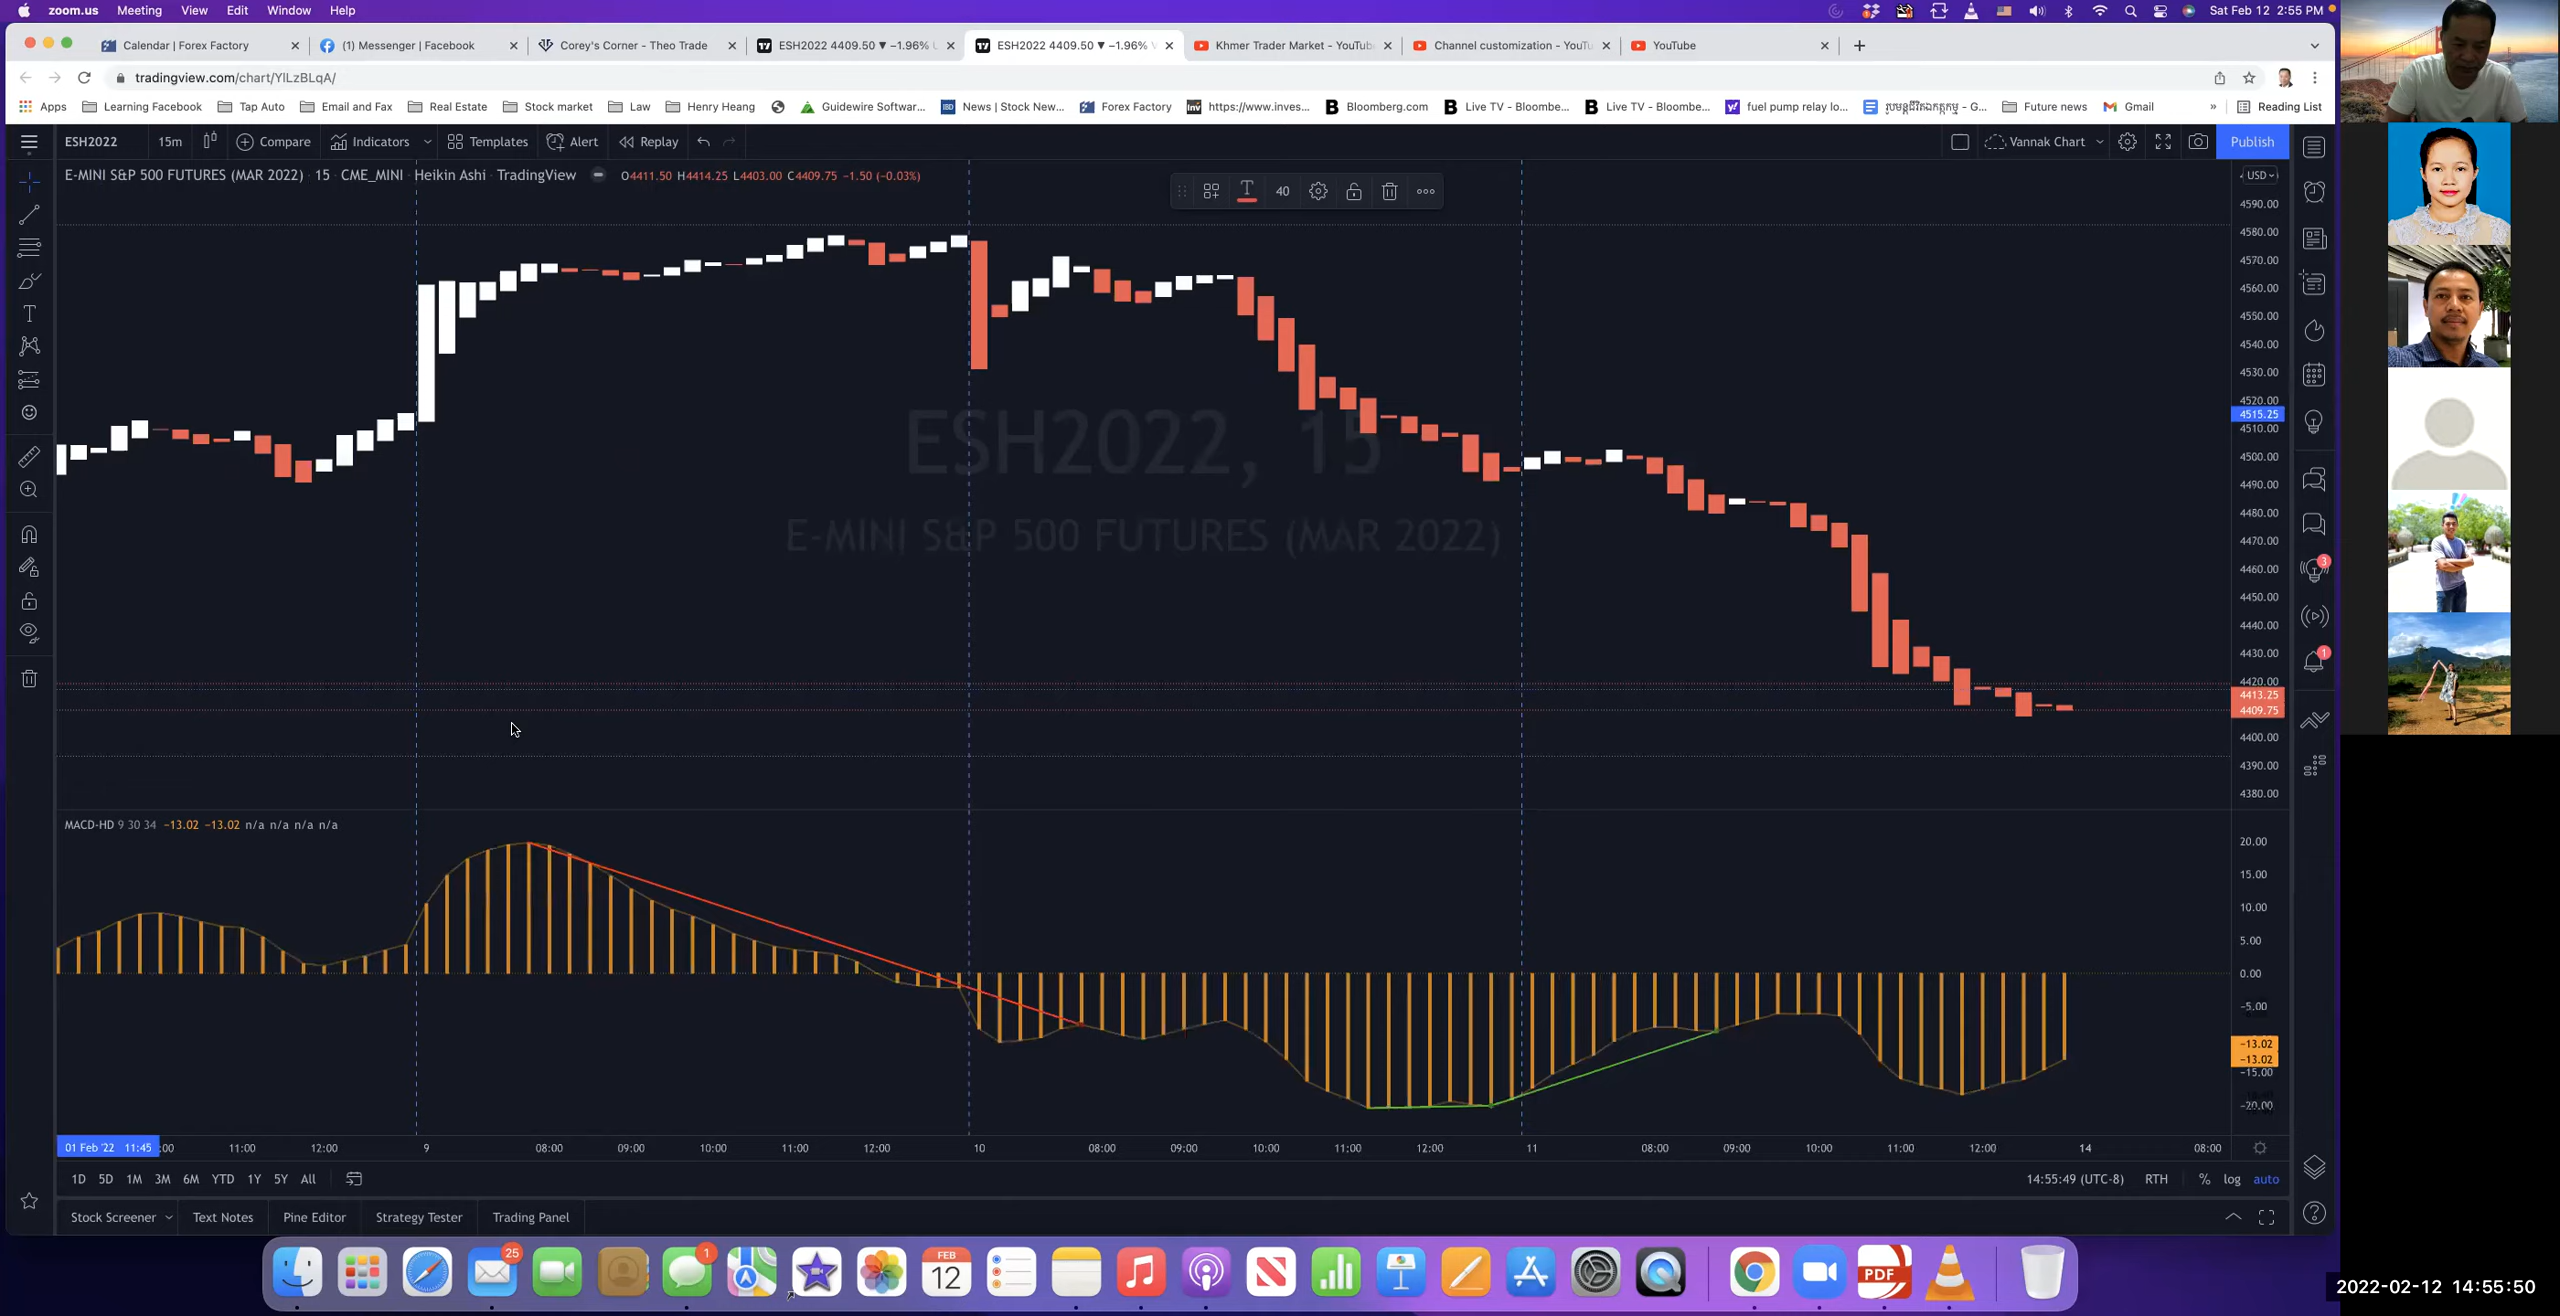 zoom.us Meeting View Edit Window Help Sat Feb 12 2:55 PM
Calendar | Forex Factory (1) Messenger | Facebook Corey's Corner - Theo Trade ESH2022 4409.50 ▼ −1.96% ESH2022 4409.50 ▼ −1.96% Khmer Trader Market - YouTub Channel customization - YouTu YouTube
tradingview.com/chart/YlLzBLqA/
Apps Learning Facebook Tap Auto Email and Fax Real Estate Stock market Law Henry Heang Guidewire Softwar... News | Stock New... Forex Factory https://www.inves... Bloomberg.com Live TV - Bloombe... Live TV - Bloombe... fuel pump relay lo... Future news Gmail » Reading List
ESH2022 15m Compare Indicators Templates Alert Replay Vannak Chart Publish
E-MINI S&P 500 FUTURES (MAR 2022) · 15 · CME_MINI · Heikin Ashi · TradingView O4411.50 H4414.25 L4403.00 C4409.75 −1.50 (−0.03%)
40
USD
4590.00
4580.00
4570.00
4560.00
4550.00
4540.00
4530.00
4520.00
4515.25
4510.00
4500.00
4490.00
4480.00
4470.00
4460.00
4450.00
4440.00
4430.00
4420.00
4413.25
4409.75
4400.00
4390.00
4380.00
ESH2022, 15
E-MINI S&P 500 FUTURES (MAR 2022)
3
1
MACD-HD 9 30 34 −13.02 −13.02 n/a n/a n/a n/a
20.00
15.00
10.00
5.00
0.00
−5.00
−13.02
−13.02
−15.00
−20.00
01 Feb '22 11:45 :00 11:00 12:00 9 08:00 09:00 10:00 11:00 12:00 10 08:00 09:00 10:00 11:00 12:00 11 08:00 09:00 10:00 11:00 12:00 14 08:00
1D 5D 1M 3M 6M YTD 1Y 5Y All 14:55:49 (UTC-8) RTH % log auto
Stock Screener Text Notes Pine Editor Strategy Tester Trading Panel
25 1
FEB
12
PDF
2022-02-12 14:55:50